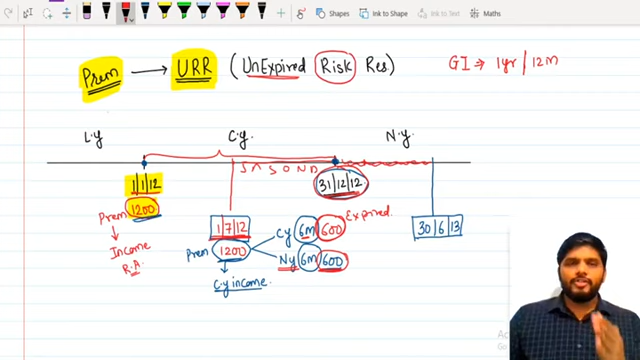 Shapes Ink to Shape Ink to Text Maths
Prem → URR (UnExpired Risk Res.) GI → 1yr / 12m
L.y C.y. N.y.
J A S O N D
1|1|12 31|12|12
Prem 1200
Income
R.A.
1|7|12 30|6|13
Prem 1200
Cy 6m 600 Expired.
Ny 6m 600
C.y income